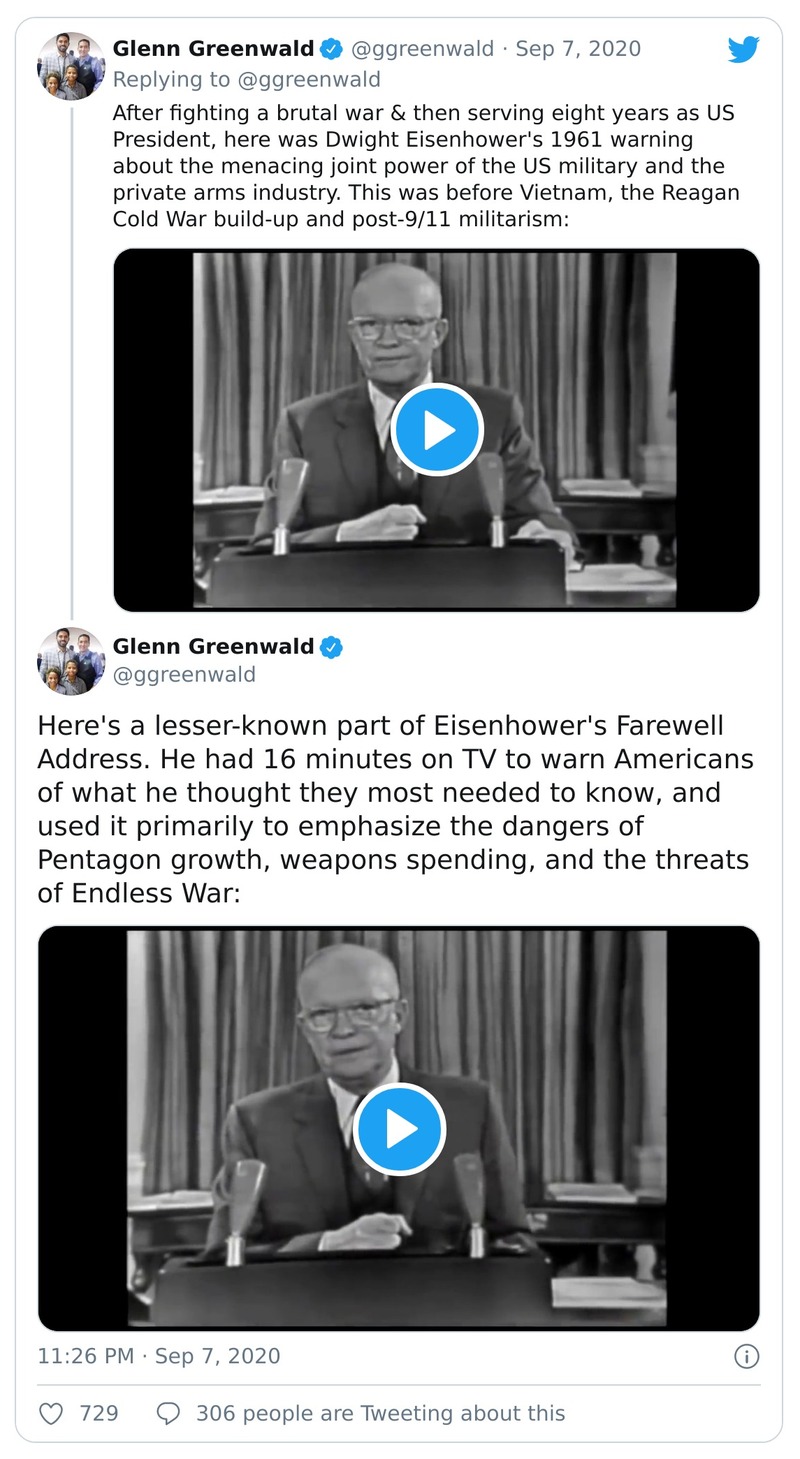 Glenn Greenwald @ggreenwald · Sep 7, 2020
Replying to @ggreenwald
After fighting a brutal war & then serving eight years as US
President, here was Dwight Eisenhower's 1961 warning
about the menacing joint power of the US military and the
private arms industry. This was before Vietnam, the Reagan
Cold War build-up and post-9/11 militarism:
Glenn Greenwald
@ggreenwald
Here's a lesser-known part of Eisenhower's Farewell
Address. He had 16 minutes on TV to warn Americans
of what he thought they most needed to know, and
used it primarily to emphasize the dangers of
Pentagon growth, weapons spending, and the threats
of Endless War:
11:26 PM · Sep 7, 2020
729 306 people are Tweeting about this